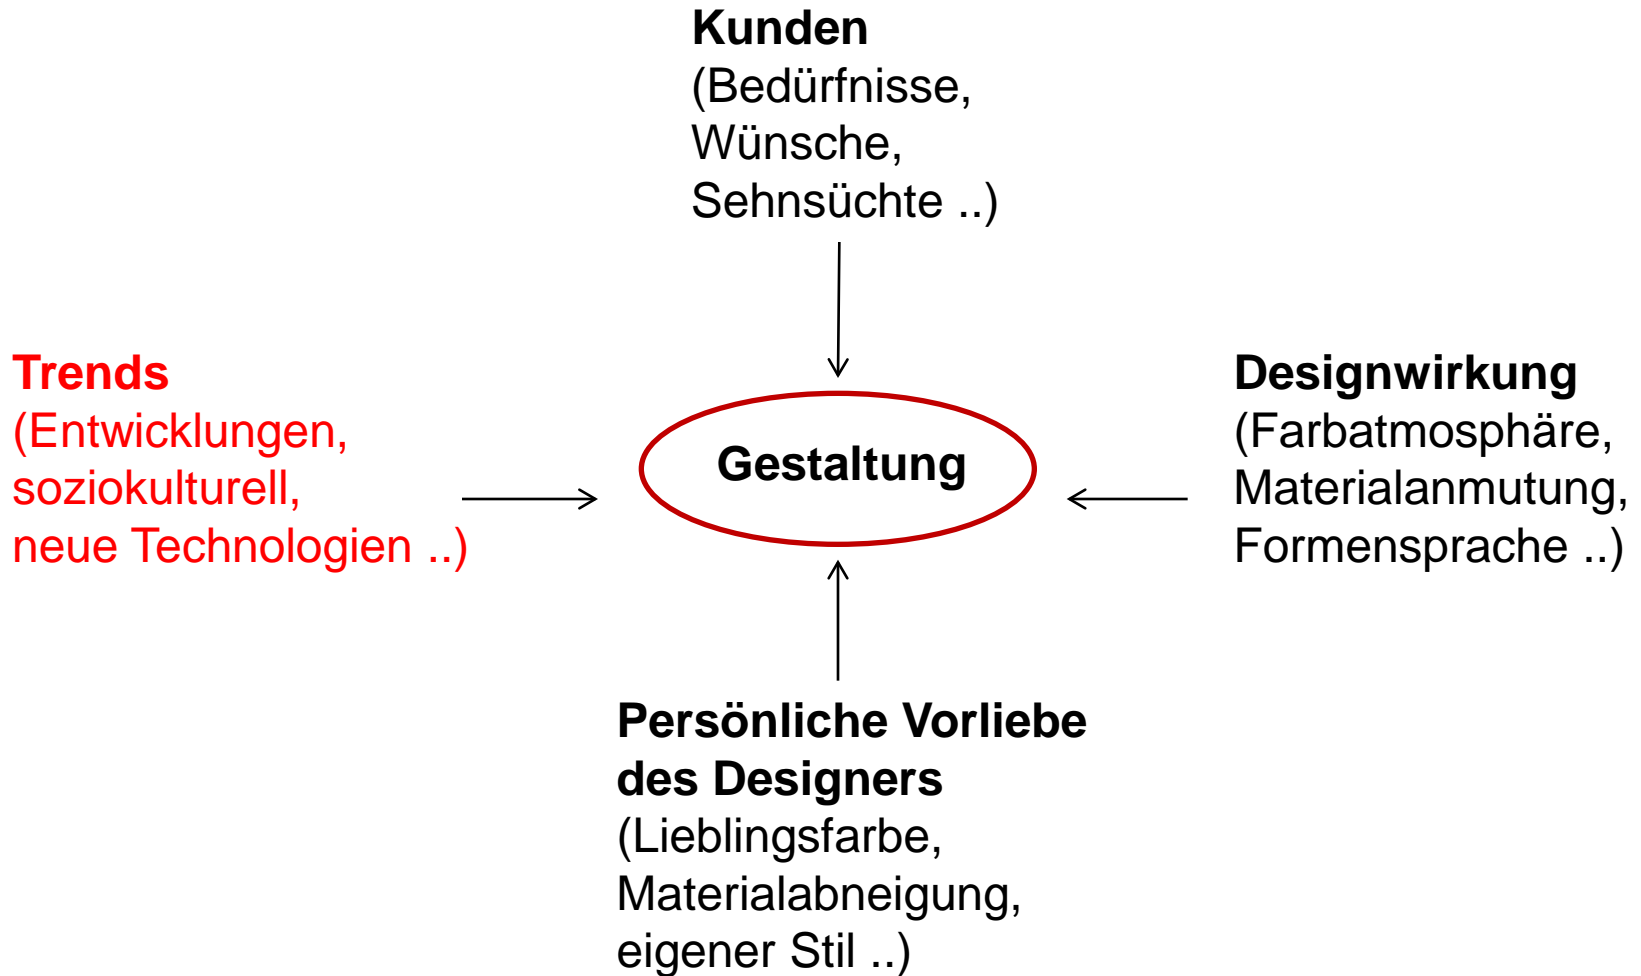 Kunden
(Bedürfnisse,
Wünsche,
Sehnsüchte ..)
Trends
(Entwicklungen,
soziokulturell,
neue Technologien ..)
Gestaltung
Designwirkung
(Farbatmosphäre,
Materialanmutung,
Formensprache ..)
Persönliche Vorliebe
des Designers
(Lieblingsfarbe,
Materialabneigung,
eigener Stil ..)